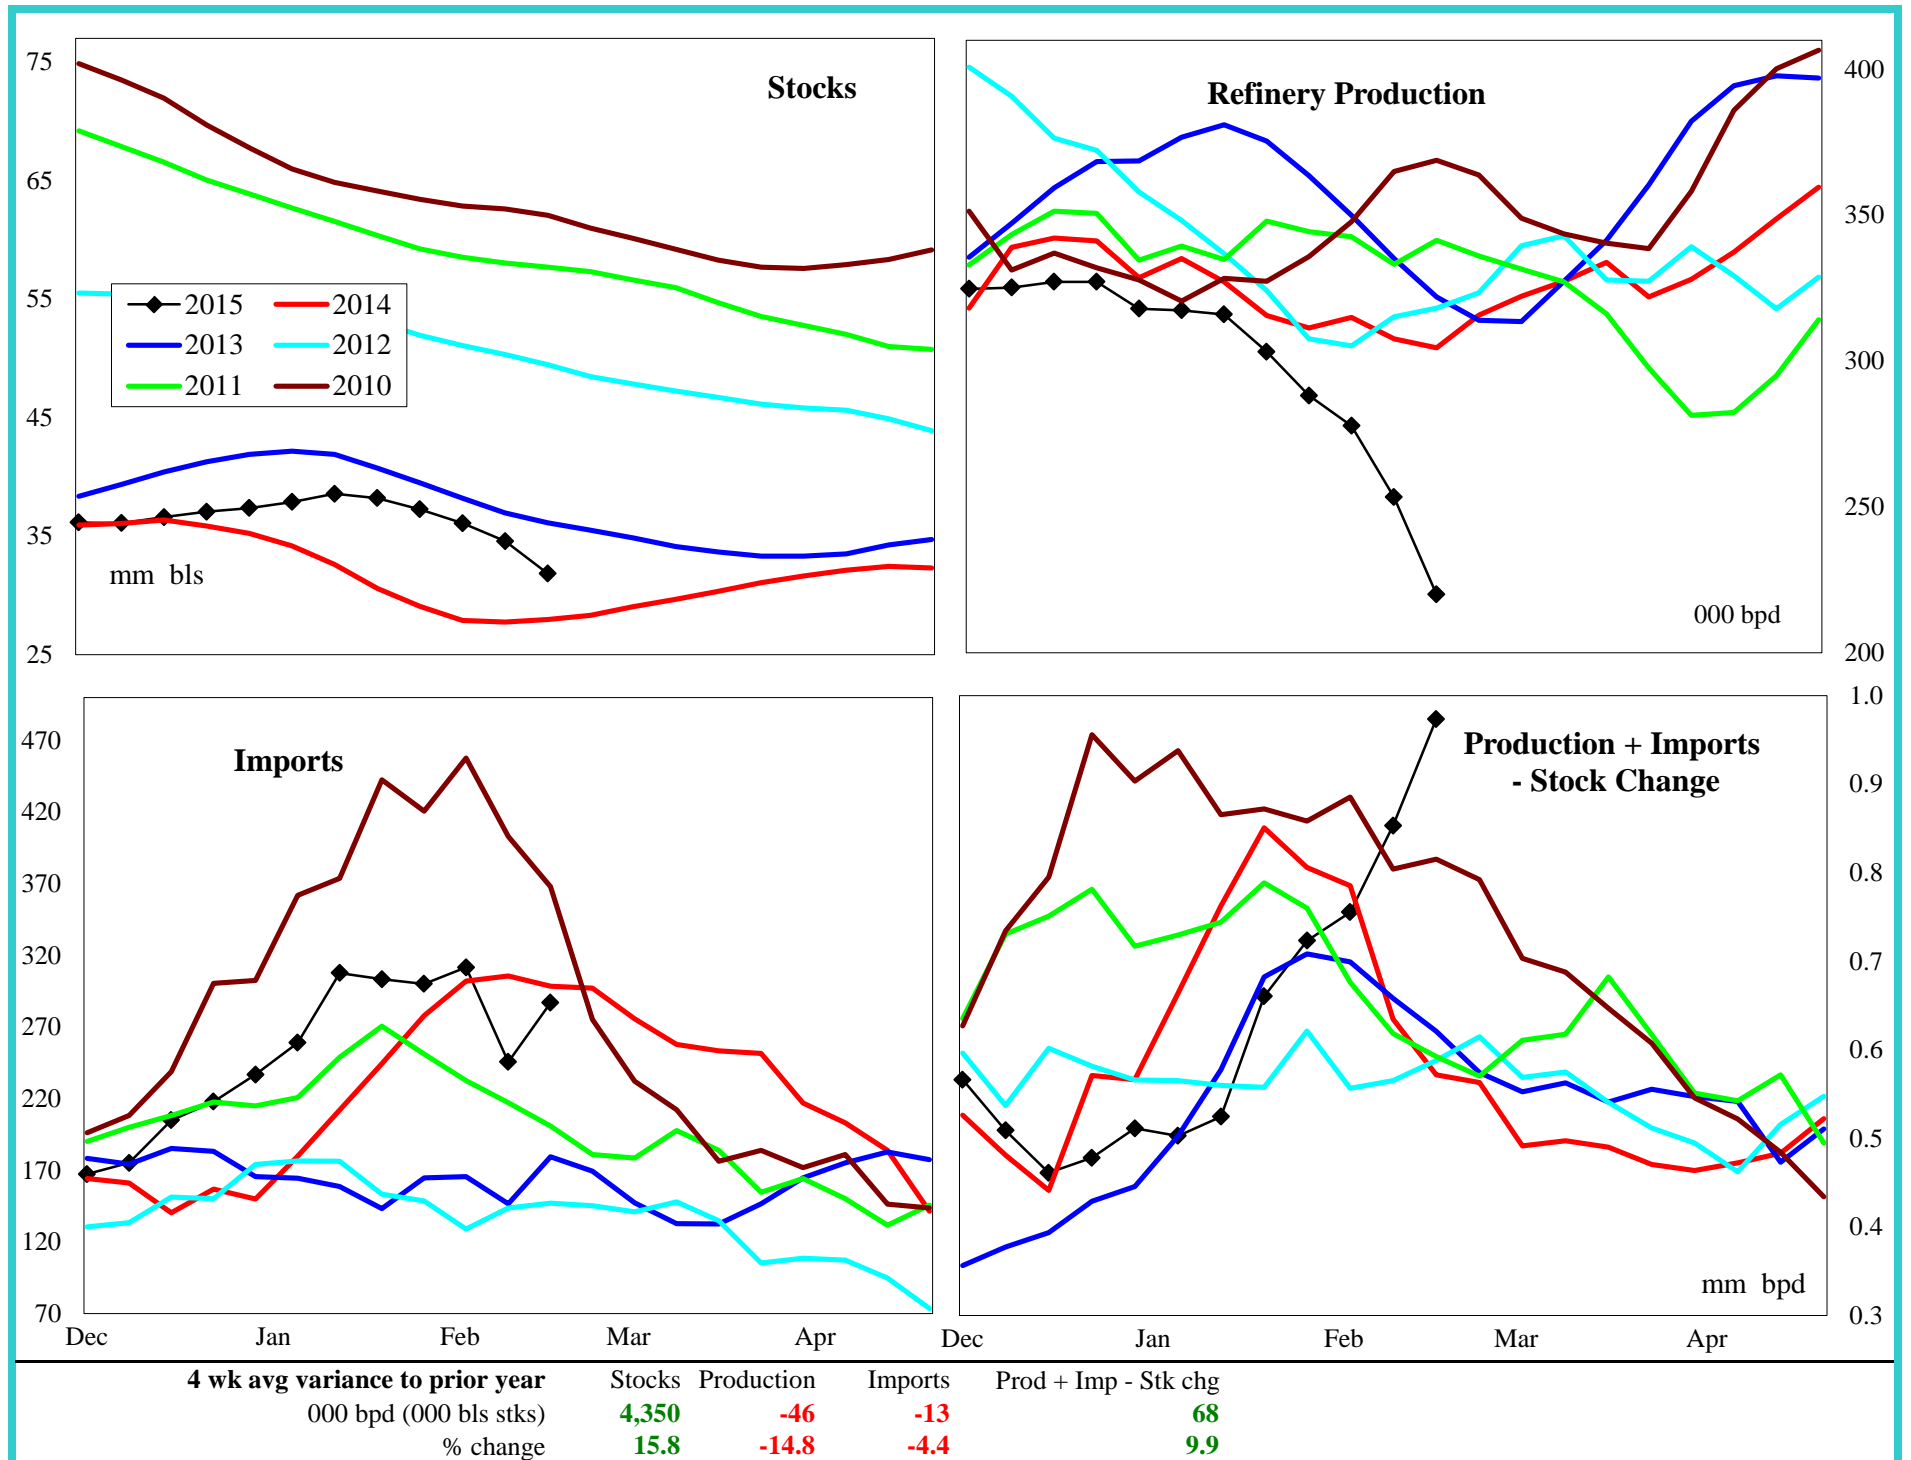 Stocks
75
65
55
45
35
25
2015
2014
2013
2012
2011
2010
mm bls
Refinery Production
400
350
300
250
200
000 bpd
Imports
470
420
370
320
270
220
170
120
70
Dec Jan Feb Mar Apr
Production + Imports
- Stock Change
1.0
0.9
0.8
0.7
0.6
0.5
0.4
0.3
mm bpd
Dec Jan Feb Mar Apr
4 wk avg variance to prior year Stocks Production Imports Prod + Imp - Stk chg
000 bpd (000 bls stks) 4,350 -46 -13 68
% change 15.8 -14.8 -4.4 9.9